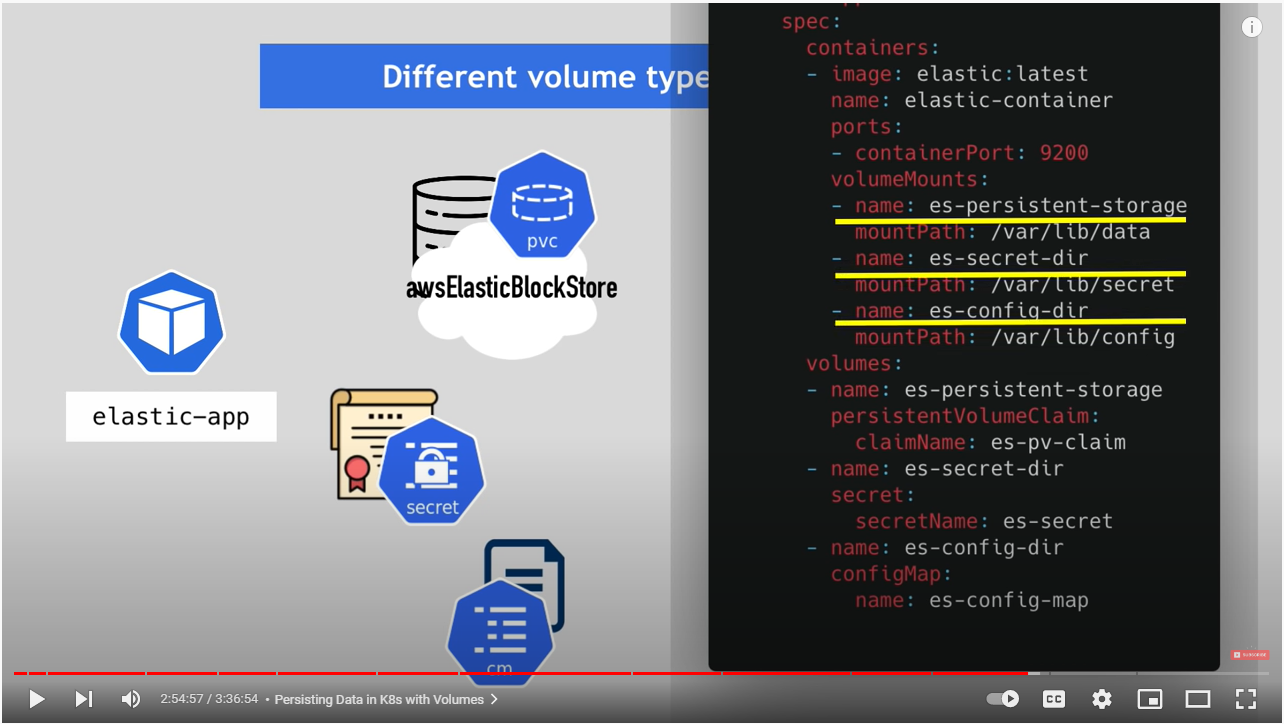 Different volume type
pvc
awsElasticBlockStore
elastic-app
secret
cm
spec:
containers:
- image: elastic:latest
name: elastic-container
ports:
- containerPort: 9200
volumeMounts:
- name: es-persistent-storage
mountPath: /var/lib/data
- name: es-secret-dir
mountPath: /var/lib/secret
- name: es-config-dir
mountPath: /var/lib/config
volumes:
- name: es-persistent-storage
persistentVolumeClaim:
claimName: es-pv-claim
- name: es-secret-dir
secret:
secretName: es-secret
- name: es-config-dir
configMap:
name: es-config-map
SUBSCRIBE
2:54:57 / 3:36:54 • Persisting Data in K8s with Volumes
CC